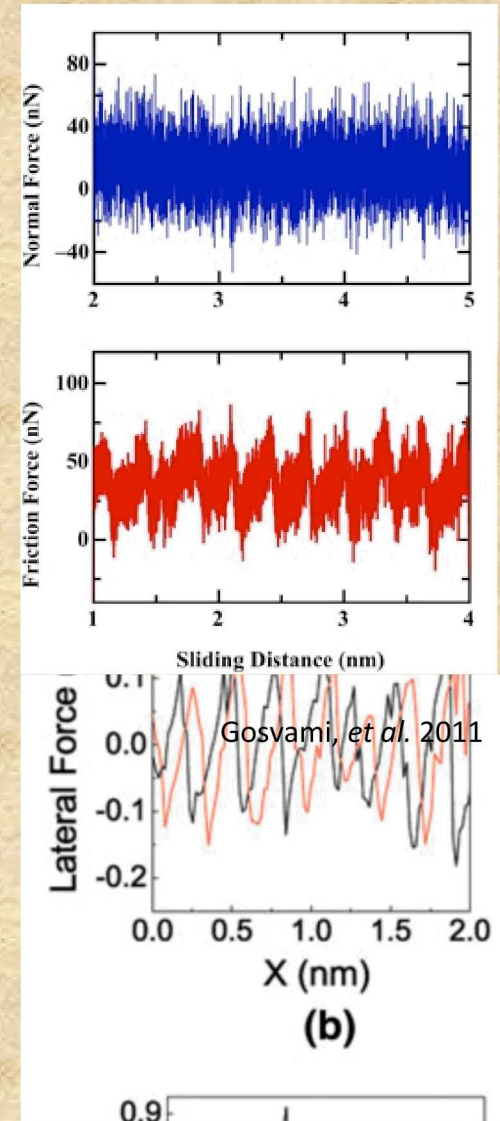 Normal Force (nN)
80
40
0
−40
2 3 4 5
Friction Force (nN)
100
50
0
1 2 3 4
Sliding Distance (nm)
Lateral Force
0.1
0.0
-0.1
-0.2
Gosvami, et al. 2011
0.0 0.5 1.0 1.5 2.0
X (nm)
(b)
0.9